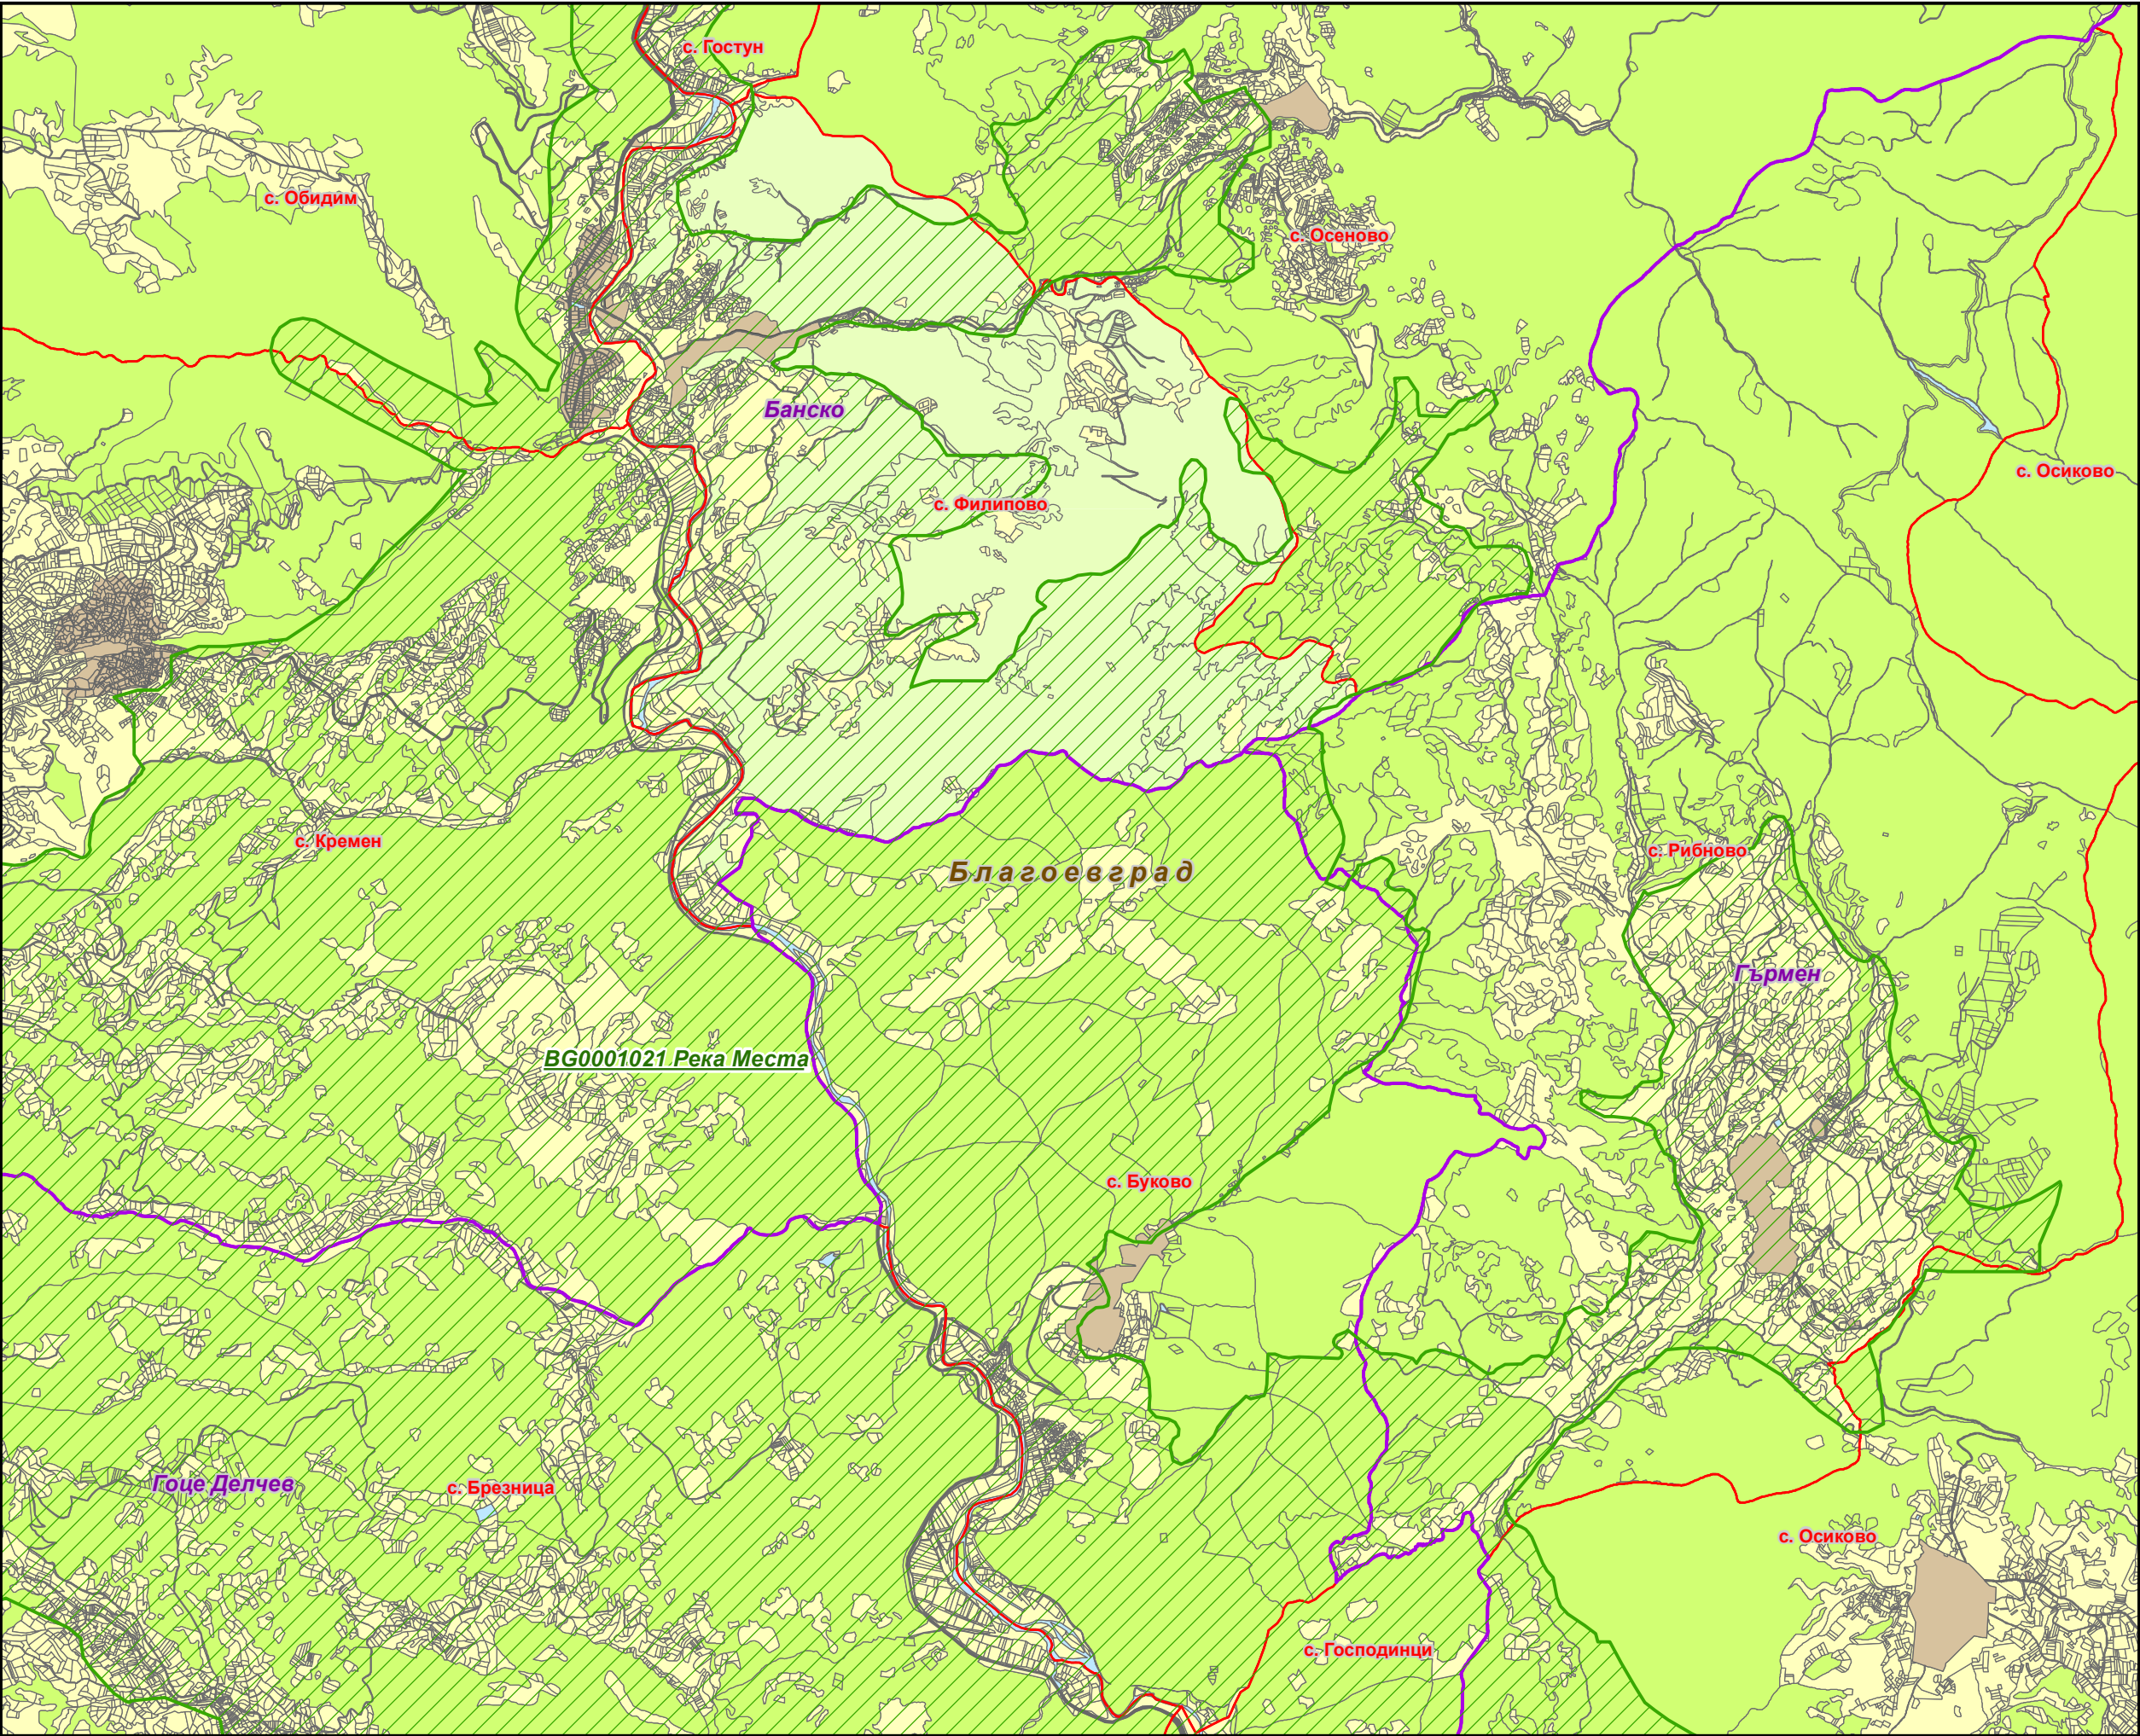 с. Гостун
с. Обидим
с. Осеново
Банско
с. Осиково
с. Филипово
с. Кремен
с. Рибново
Благоевград
Гърмен
BG0001021 Река Места
с. Буково
Гоце Делчев
с. Брезница
с. Осиково
с. Господинци